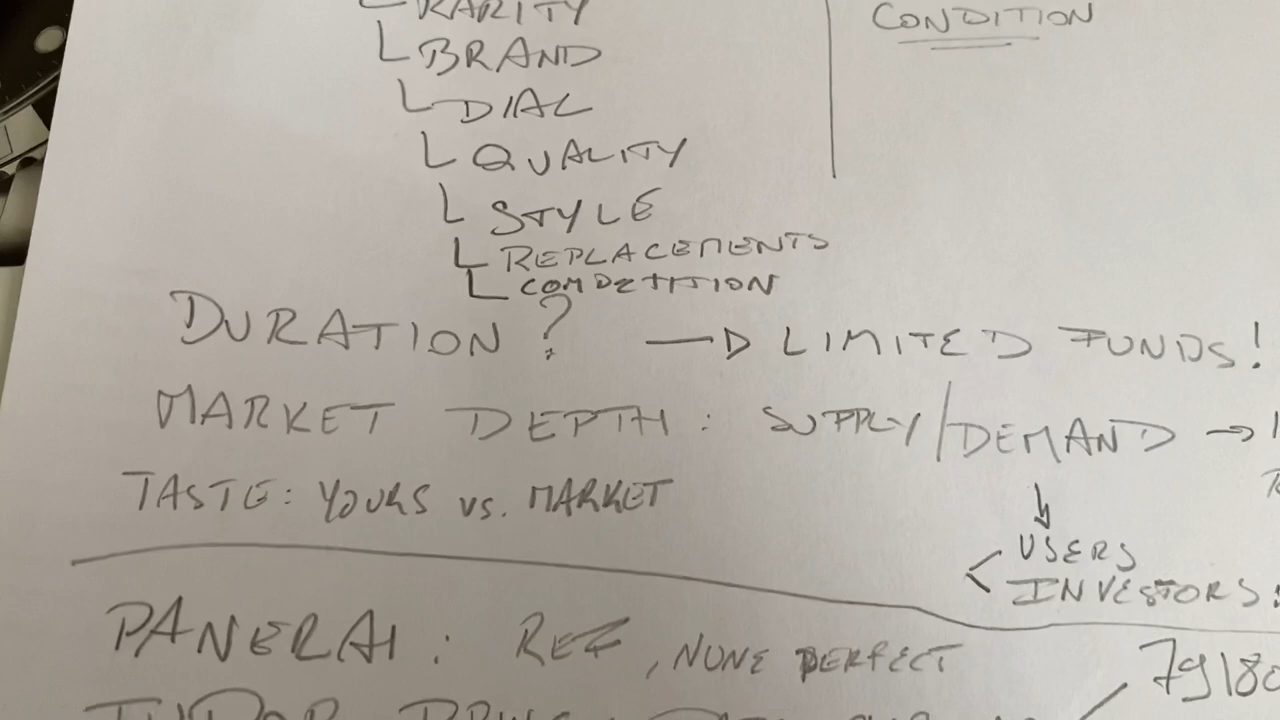 RARITY
CONDITION
BRAND
DIAL
QUALITY
STYLE
REPLACEMENTS
COMPETITION
DURATION? → LIMITED FUNDS!
MARKET DEPTH: SUPPLY/DEMAND →
TASTE: YOURS vs. MARKET
USERS
INVESTORS:
PANERAI: REF, NONE PERFECT
79180
TUDOR